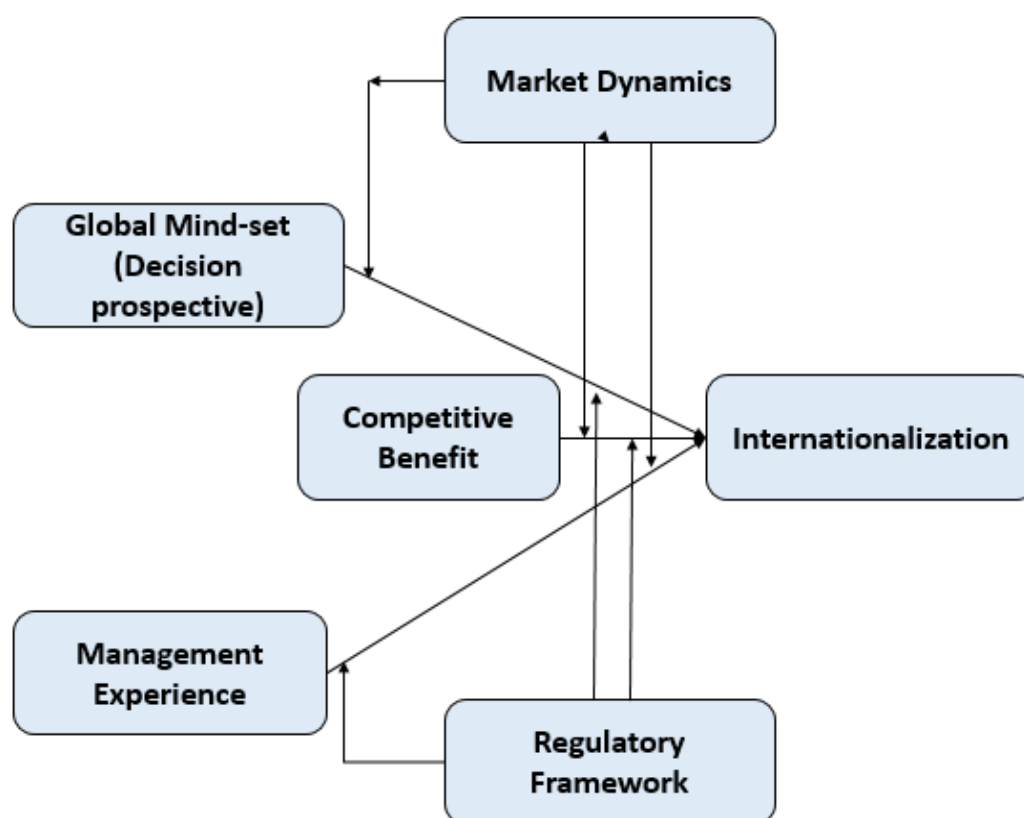 Market Dynamics
Global Mind-set
(Decision
prospective)
Competitive
Benefit
Internationalization
Management
Experience
Regulatory
Framework